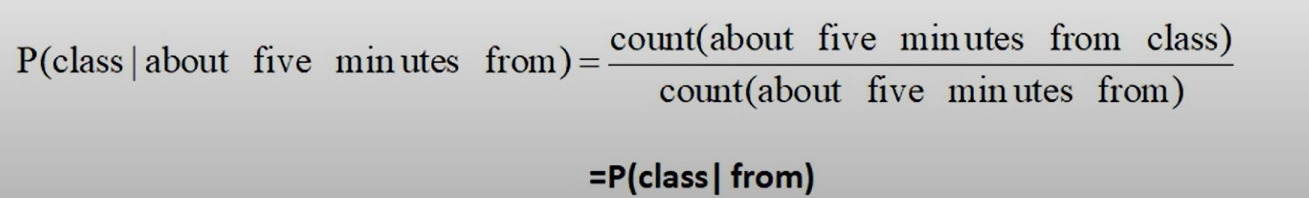 P(class | about five minutes from) = count(about five minutes from class) / count(about five minutes from)
=P(class| from)